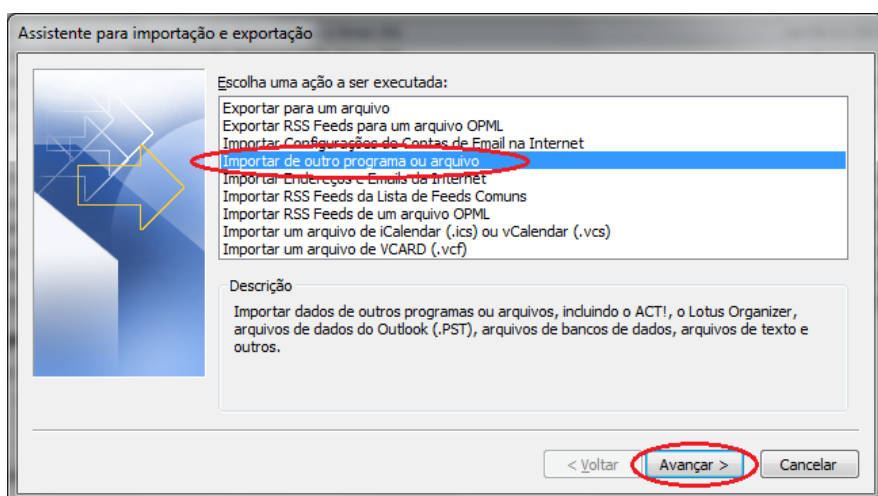 Assistente para importação e exportação
Escolha uma ação a ser executada:
Exportar para um arquivo
Exportar RSS Feeds para um arquivo OPML
Importar Configurações de Contas de Email na Internet
Importar de outro programa ou arquivo
Importar Endereços e Emails da Internet
Importar RSS Feeds da Lista de Feeds Comuns
Importar RSS Feeds de um arquivo OPML
Importar um arquivo de iCalendar (.ics) ou vCalendar (.vcs)
Importar um arquivo de VCARD (.vcf)
Descrição
Importar dados de outros programas ou arquivos, incluindo o ACT!, o Lotus Organizer,
arquivos de dados do Outlook (.PST), arquivos de bancos de dados, arquivos de texto e
outros.
< Voltar Avançar > Cancelar